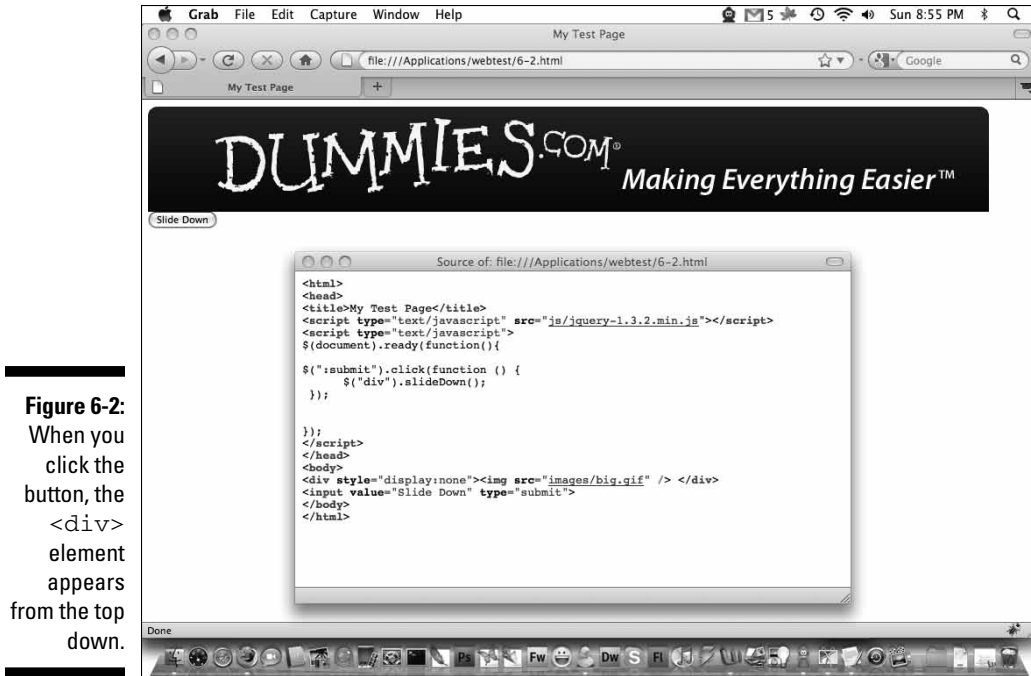 Grab File Edit Capture Window Help 5 Sun 8:55 PM
My Test Page
file:///Applications/webtest/6-2.html Google
My Test Page +
DUMMIES.COM®
Making Everything Easier™
Slide Down
Source of: file:///Applications/webtest/6-2.html
<html>
<head>
<title>My Test Page</title>
<script type="text/javascript" src="js/jquery-1.3.2.min.js"></script>
<script type="text/javascript">
$(document).ready(function(){
$(":submit").click(function () {
$("div").slideDown();
});
});
</script>
</head>
<body>
<div style="display:none"><img src="images/big.gif" /> </div>
<input value="Slide Down" type="submit">
</body>
</html>
Done
Ps Fw Dw S Fl
Figure 6-2:
When you
click the
button, the
<div>
element
appears
from the top
down.